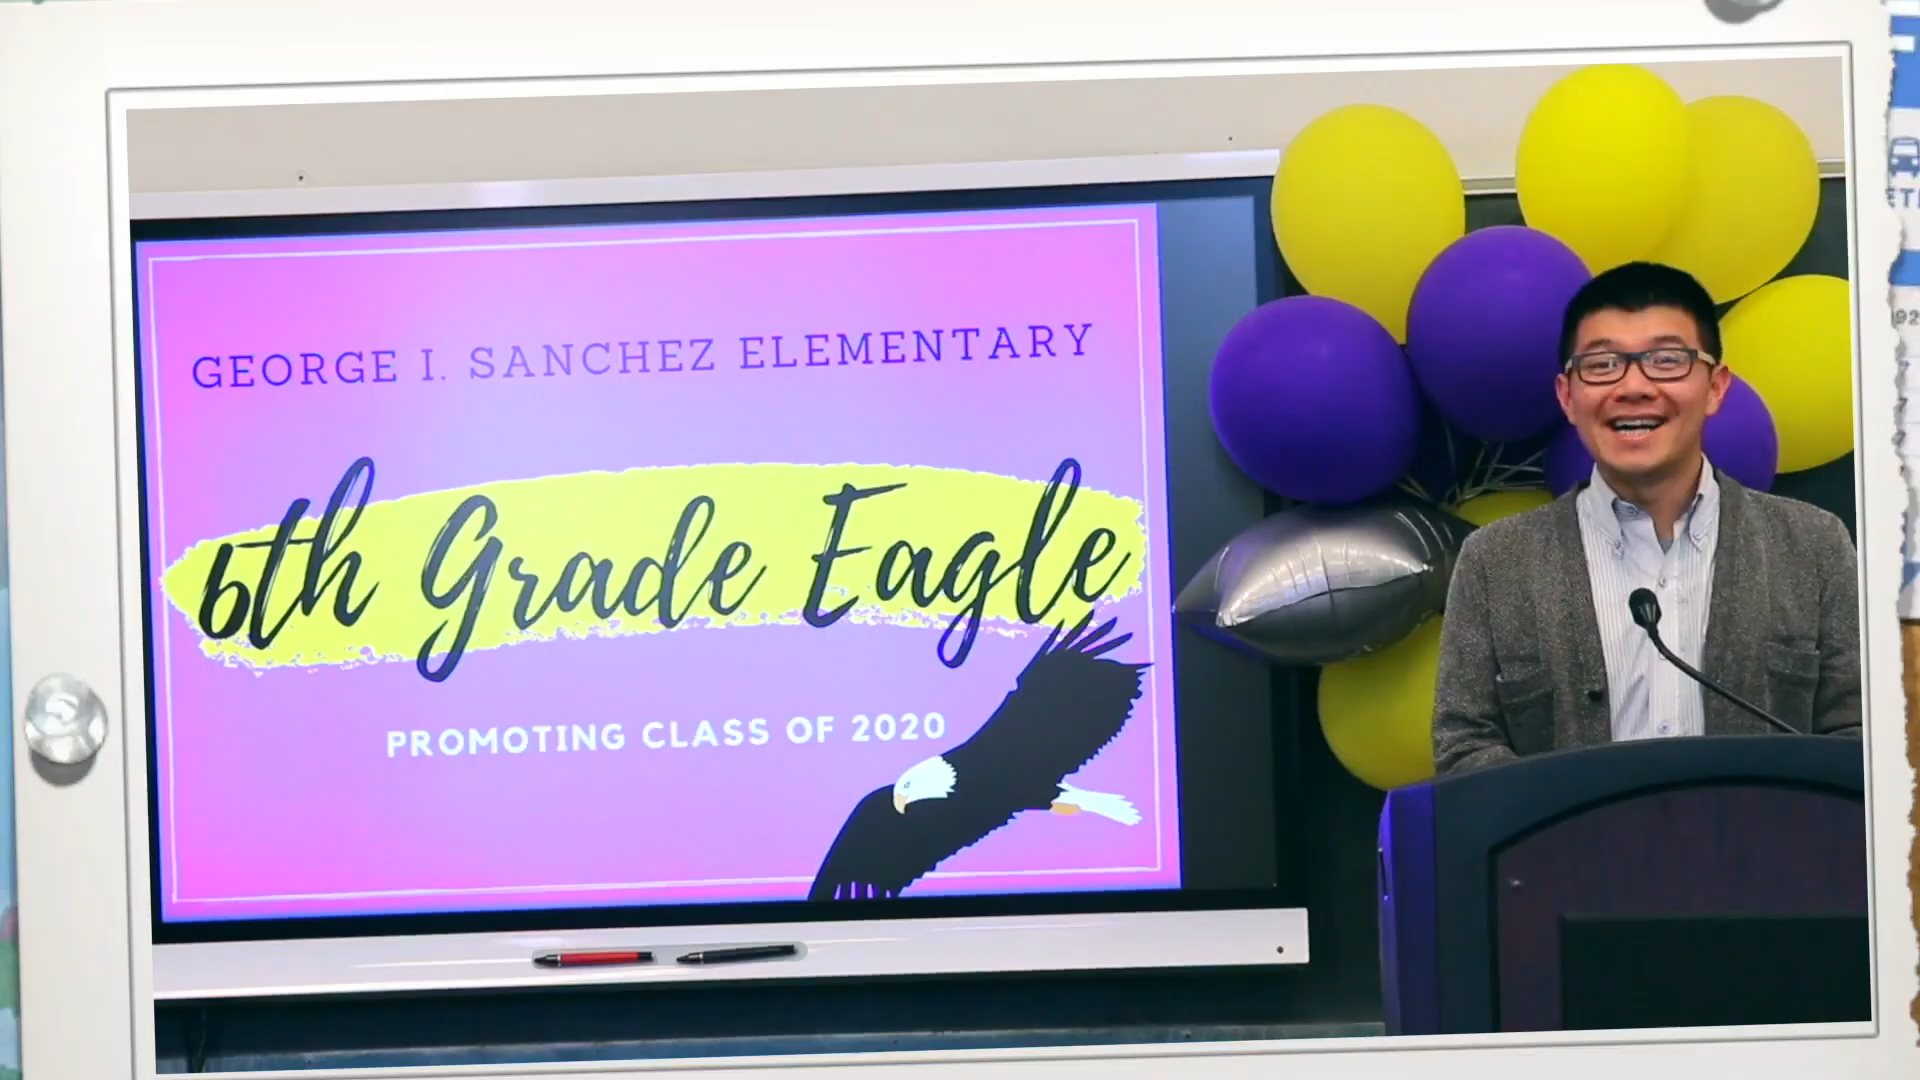 GEORGE I. SANCHEZ ELEMENTARY
6th Grade Eagle
PROMOTING CLASS OF 2020